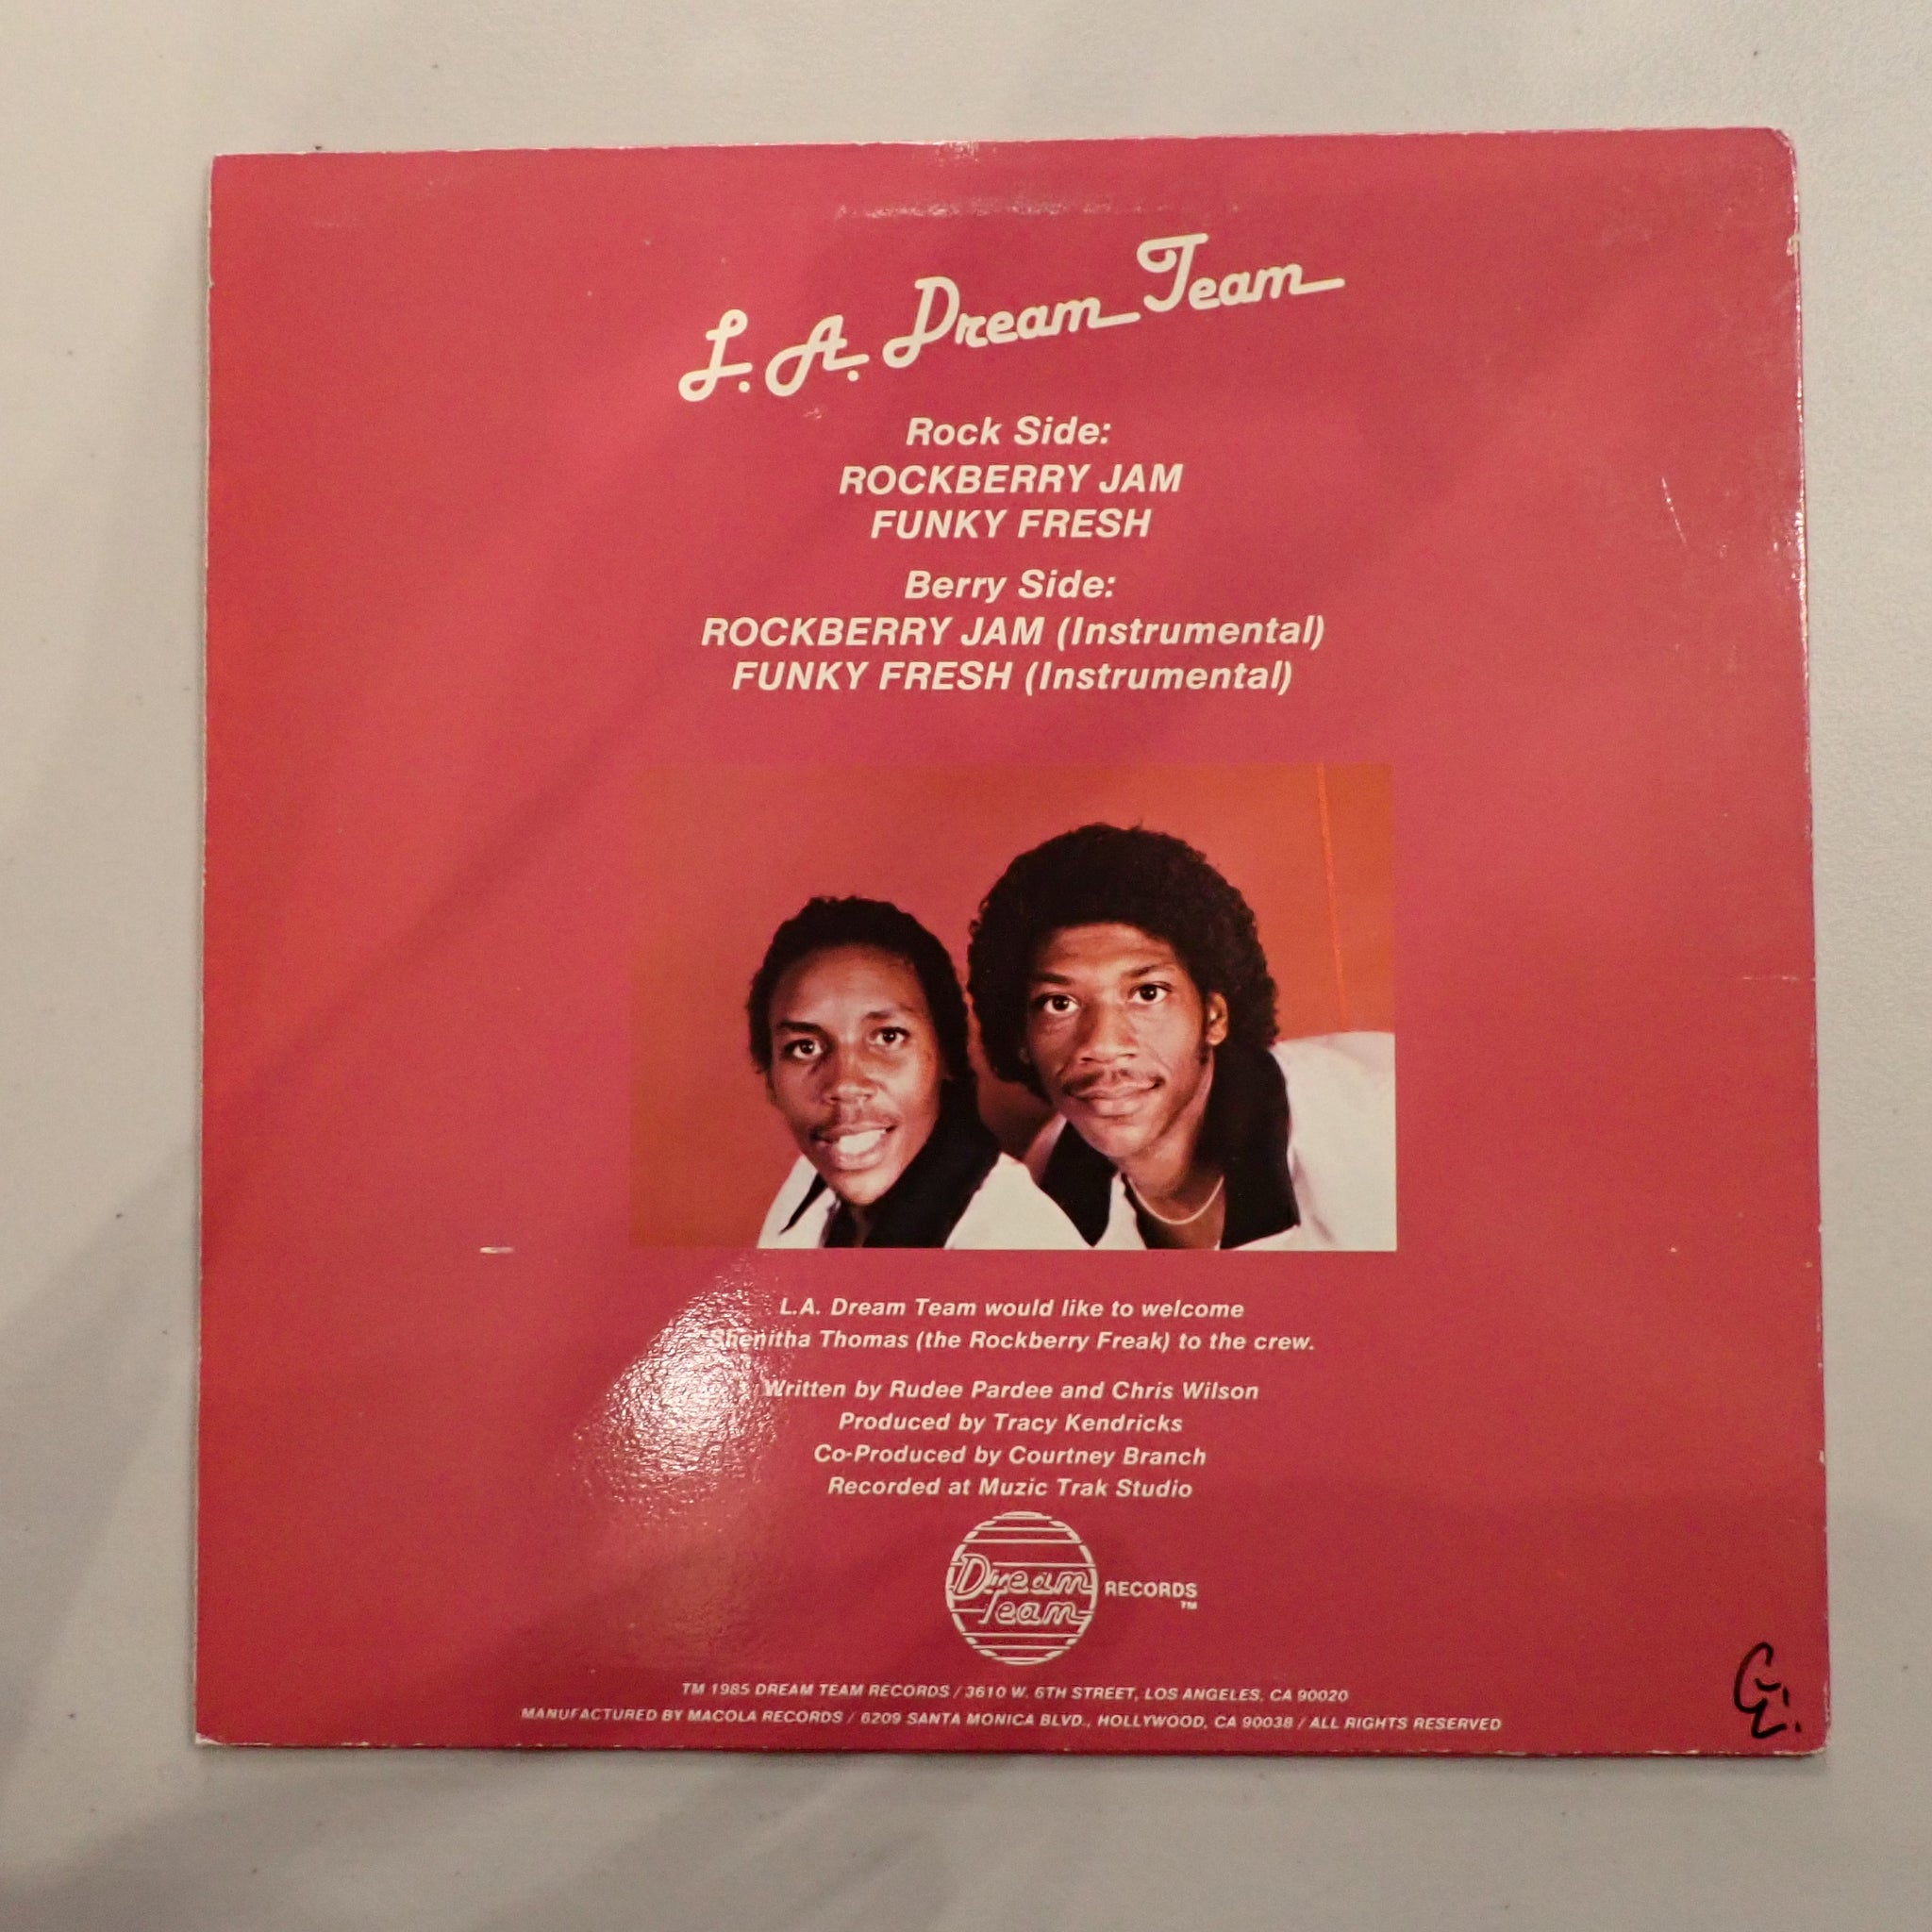 L.A. Dream Team
Rock Side:
ROCKBERRY JAM
FUNKY FRESH
Berry Side:
ROCKBERRY JAM (Instrumental)
FUNKY FRESH (Instrumental)
L.A. Dream Team would like to welcome
Shenitha Thomas (the Rockberry Freak) to the crew.
Written by Rudee Pardee and Chris Wilson
Produced by Tracy Kendricks
Co-Produced by Courtney Branch
Recorded at Muzic Trak Studio
Dream
Team
RECORDS
TM
TM 1985 DREAM TEAM RECORDS / 3610 W. 6TH STREET, LOS ANGELES, CA 90020
MANUFACTURED BY MACOLA RECORDS / 6209 SANTA MONICA BLVD., HOLLYWOOD, CA 90038 / ALL RIGHTS RESERVED